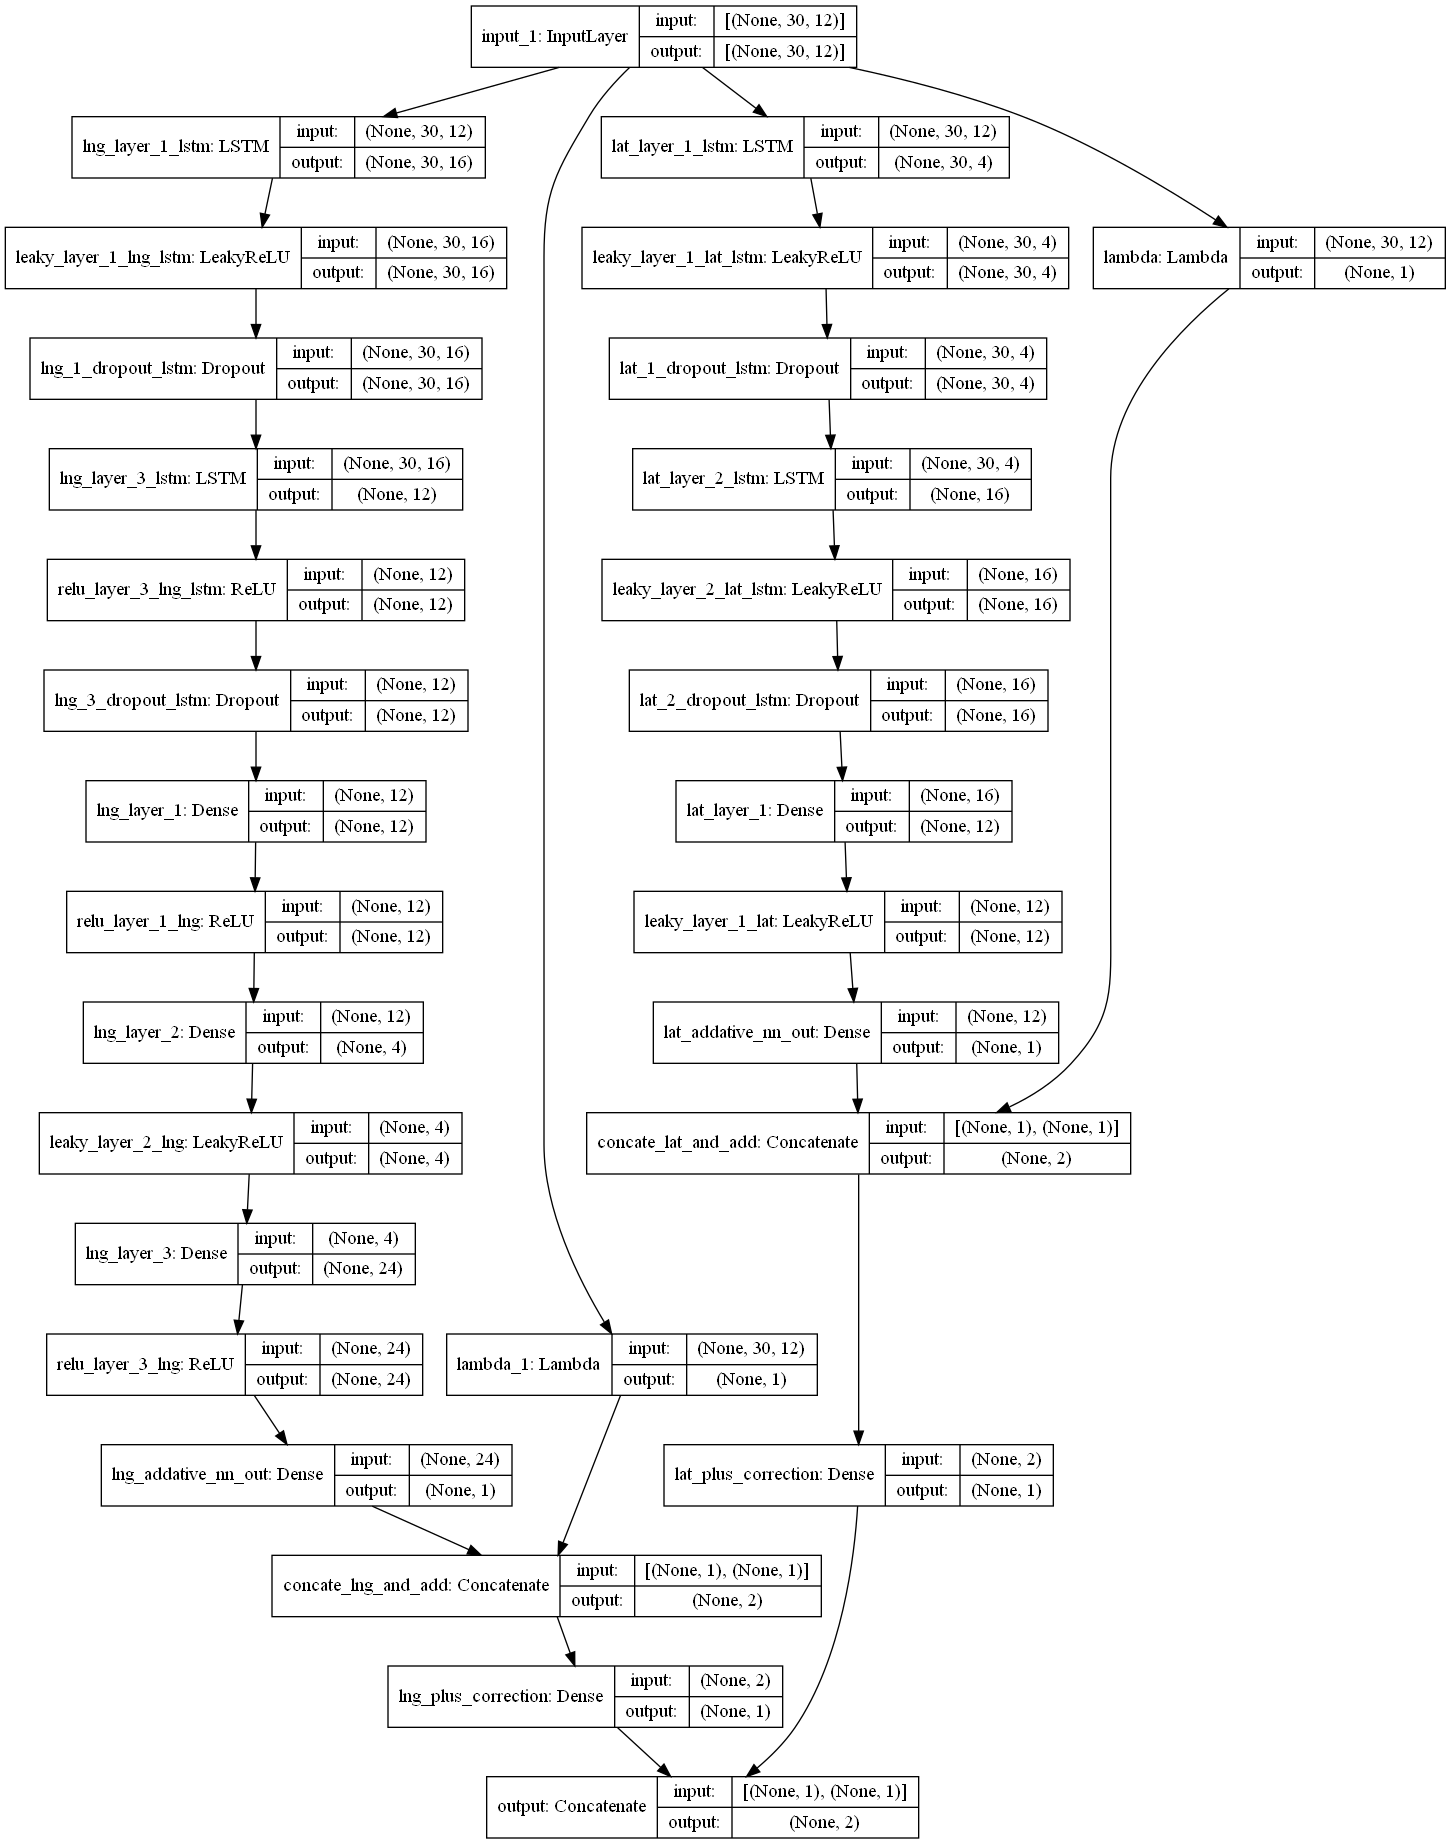 input_1: InputLayer
input: [(None, 30, 12)]
output: [(None, 30, 12)]
lng_layer_1_lstm: LSTM
input: (None, 30, 12)
output: (None, 30, 16)
lat_layer_1_lstm: LSTM
input: (None, 30, 12)
output: (None, 30, 4)
leaky_layer_1_lng_lstm: LeakyReLU
input: (None, 30, 16)
output: (None, 30, 16)
leaky_layer_1_lat_lstm: LeakyReLU
input: (None, 30, 4)
output: (None, 30, 4)
lambda: Lambda
input: (None, 30, 12)
output: (None, 1)
lng_1_dropout_lstm: Dropout
input: (None, 30, 16)
output: (None, 30, 16)
lat_1_dropout_lstm: Dropout
input: (None, 30, 4)
output: (None, 30, 4)
lng_layer_3_lstm: LSTM
input: (None, 30, 16)
output: (None, 12)
lat_layer_2_lstm: LSTM
input: (None, 30, 4)
output: (None, 16)
relu_layer_3_lng_lstm: ReLU
input: (None, 12)
output: (None, 12)
leaky_layer_2_lat_lstm: LeakyReLU
input: (None, 16)
output: (None, 16)
lng_3_dropout_lstm: Dropout
input: (None, 12)
output: (None, 12)
lat_2_dropout_lstm: Dropout
input: (None, 16)
output: (None, 16)
lng_layer_1: Dense
input: (None, 12)
output: (None, 12)
lat_layer_1: Dense
input: (None, 16)
output: (None, 12)
relu_layer_1_lng: ReLU
input: (None, 12)
output: (None, 12)
leaky_layer_1_lat: LeakyReLU
input: (None, 12)
output: (None, 12)
lng_layer_2: Dense
input: (None, 12)
output: (None, 4)
lat_addative_nn_out: Dense
input: (None, 12)
output: (None, 1)
leaky_layer_2_lng: LeakyReLU
input: (None, 4)
output: (None, 4)
concate_lat_and_add: Concatenate
input: [(None, 1), (None, 1)]
output: (None, 2)
lng_layer_3: Dense
input: (None, 4)
output: (None, 24)
relu_layer_3_lng: ReLU
input: (None, 24)
output: (None, 24)
lambda_1: Lambda
input: (None, 30, 12)
output: (None, 1)
lng_addative_nn_out: Dense
input: (None, 24)
output: (None, 1)
lat_plus_correction: Dense
input: (None, 2)
output: (None, 1)
concate_lng_and_add: Concatenate
input: [(None, 1), (None, 1)]
output: (None, 2)
lng_plus_correction: Dense
input: (None, 2)
output: (None, 1)
output: Concatenate
input: [(None, 1), (None, 1)]
output: (None, 2)